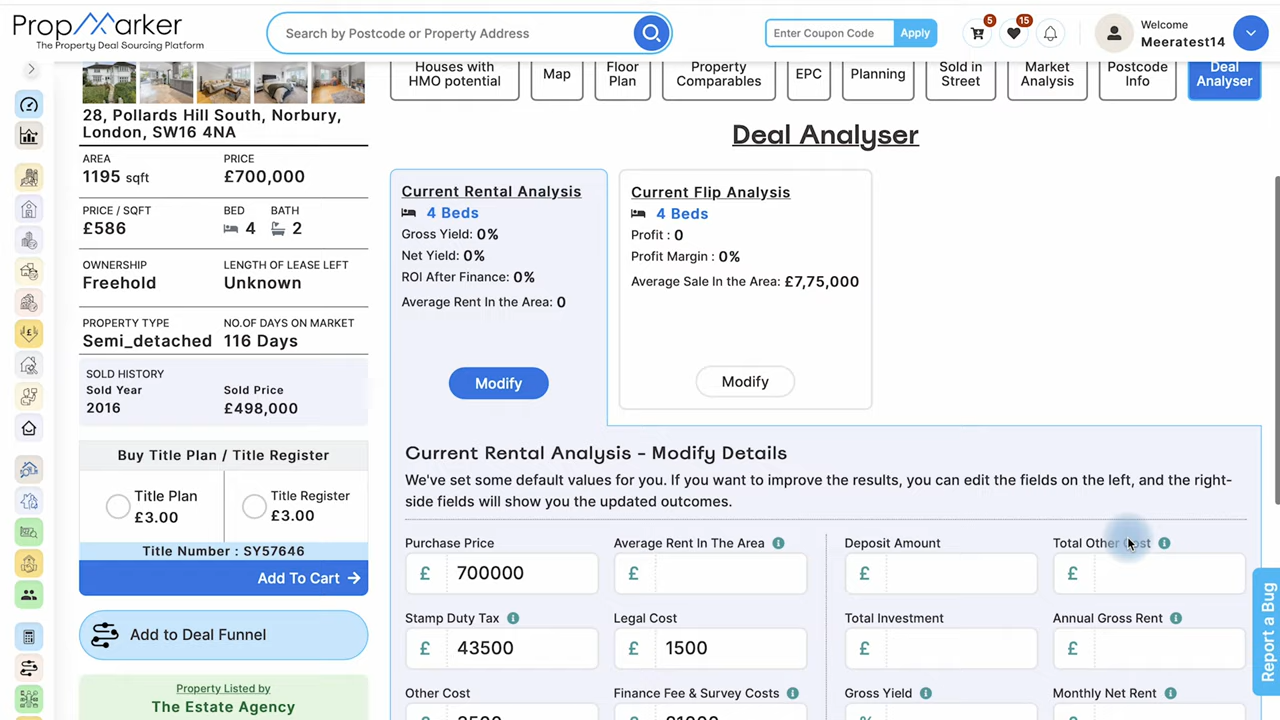 PropMarker
The Property Deal Sourcing Platform
Search by Postcode or Property Address
Enter Coupon Code
Apply
5
15
Welcome
Meeratest14
Houses with
HMO potential
Map
Floor
Plan
Property
Comparables
EPC
Planning
Sold in
Street
Market
Analysis
Postcode
Info
Deal
Analyser
28, Pollards Hill South, Norbury,
London, SW16 4NA
AREA
1195 sqft
PRICE
£700,000
PRICE / SQFT
£586
BED
4
BATH
2
OWNERSHIP
Freehold
LENGTH OF LEASE LEFT
Unknown
PROPERTY TYPE
Semi_detached
NO.OF DAYS ON MARKET
116 Days
SOLD HISTORY
Sold Year
2016
Sold Price
£498,000
Buy Title Plan / Title Register
Title Plan
£3.00
Title Register
£3.00
Title Number : SY57646
Add To Cart
Add to Deal Funnel
Property Listed by
The Estate Agency
Deal Analyser
Current Rental Analysis
4 Beds
Gross Yield: 0%
Net Yield: 0%
ROI After Finance: 0%
Average Rent In the Area: 0
Modify
Current Flip Analysis
4 Beds
Profit : 0
Profit Margin : 0%
Average Sale In the Area: £7,75,000
Modify
Current Rental Analysis - Modify Details
We've set some default values for you. If you want to improve the results, you can edit the fields on the left, and the right-
side fields will show you the updated outcomes.
Purchase Price
£ 700000
Average Rent In The Area
£
Deposit Amount
£
Total Other Cost
£
Stamp Duty Tax
£ 43500
Legal Cost
£ 1500
Total Investment
£
Annual Gross Rent
£
Other Cost
Finance Fee & Survey Costs
Gross Yield
Monthly Net Rent
Report a Bug